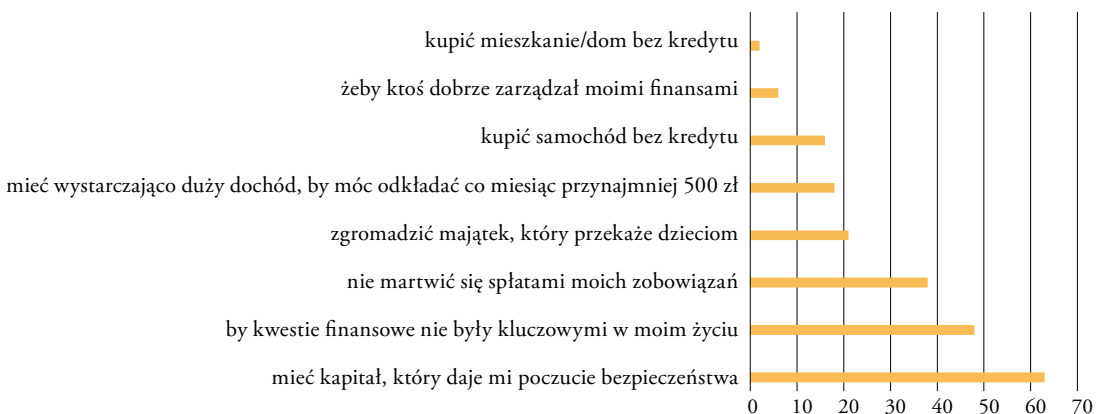 kupić mieszkanie/dom bez kredytu
żeby ktoś dobrze zarządzał moimi finansami
kupić samochód bez kredytu
mieć wystarczająco duży dochód, by móc odkładać co miesiąc przynajmniej 500 zł
zgromadzić majątek, który przekaże dzieciom
nie martwić się spłatami moich zobowiązań
by kwestie finansowe nie były kluczowymi w moim życiu
mieć kapitał, który daje mi poczucie bezpieczeństwa
0 10 20 30 40 50 60 70